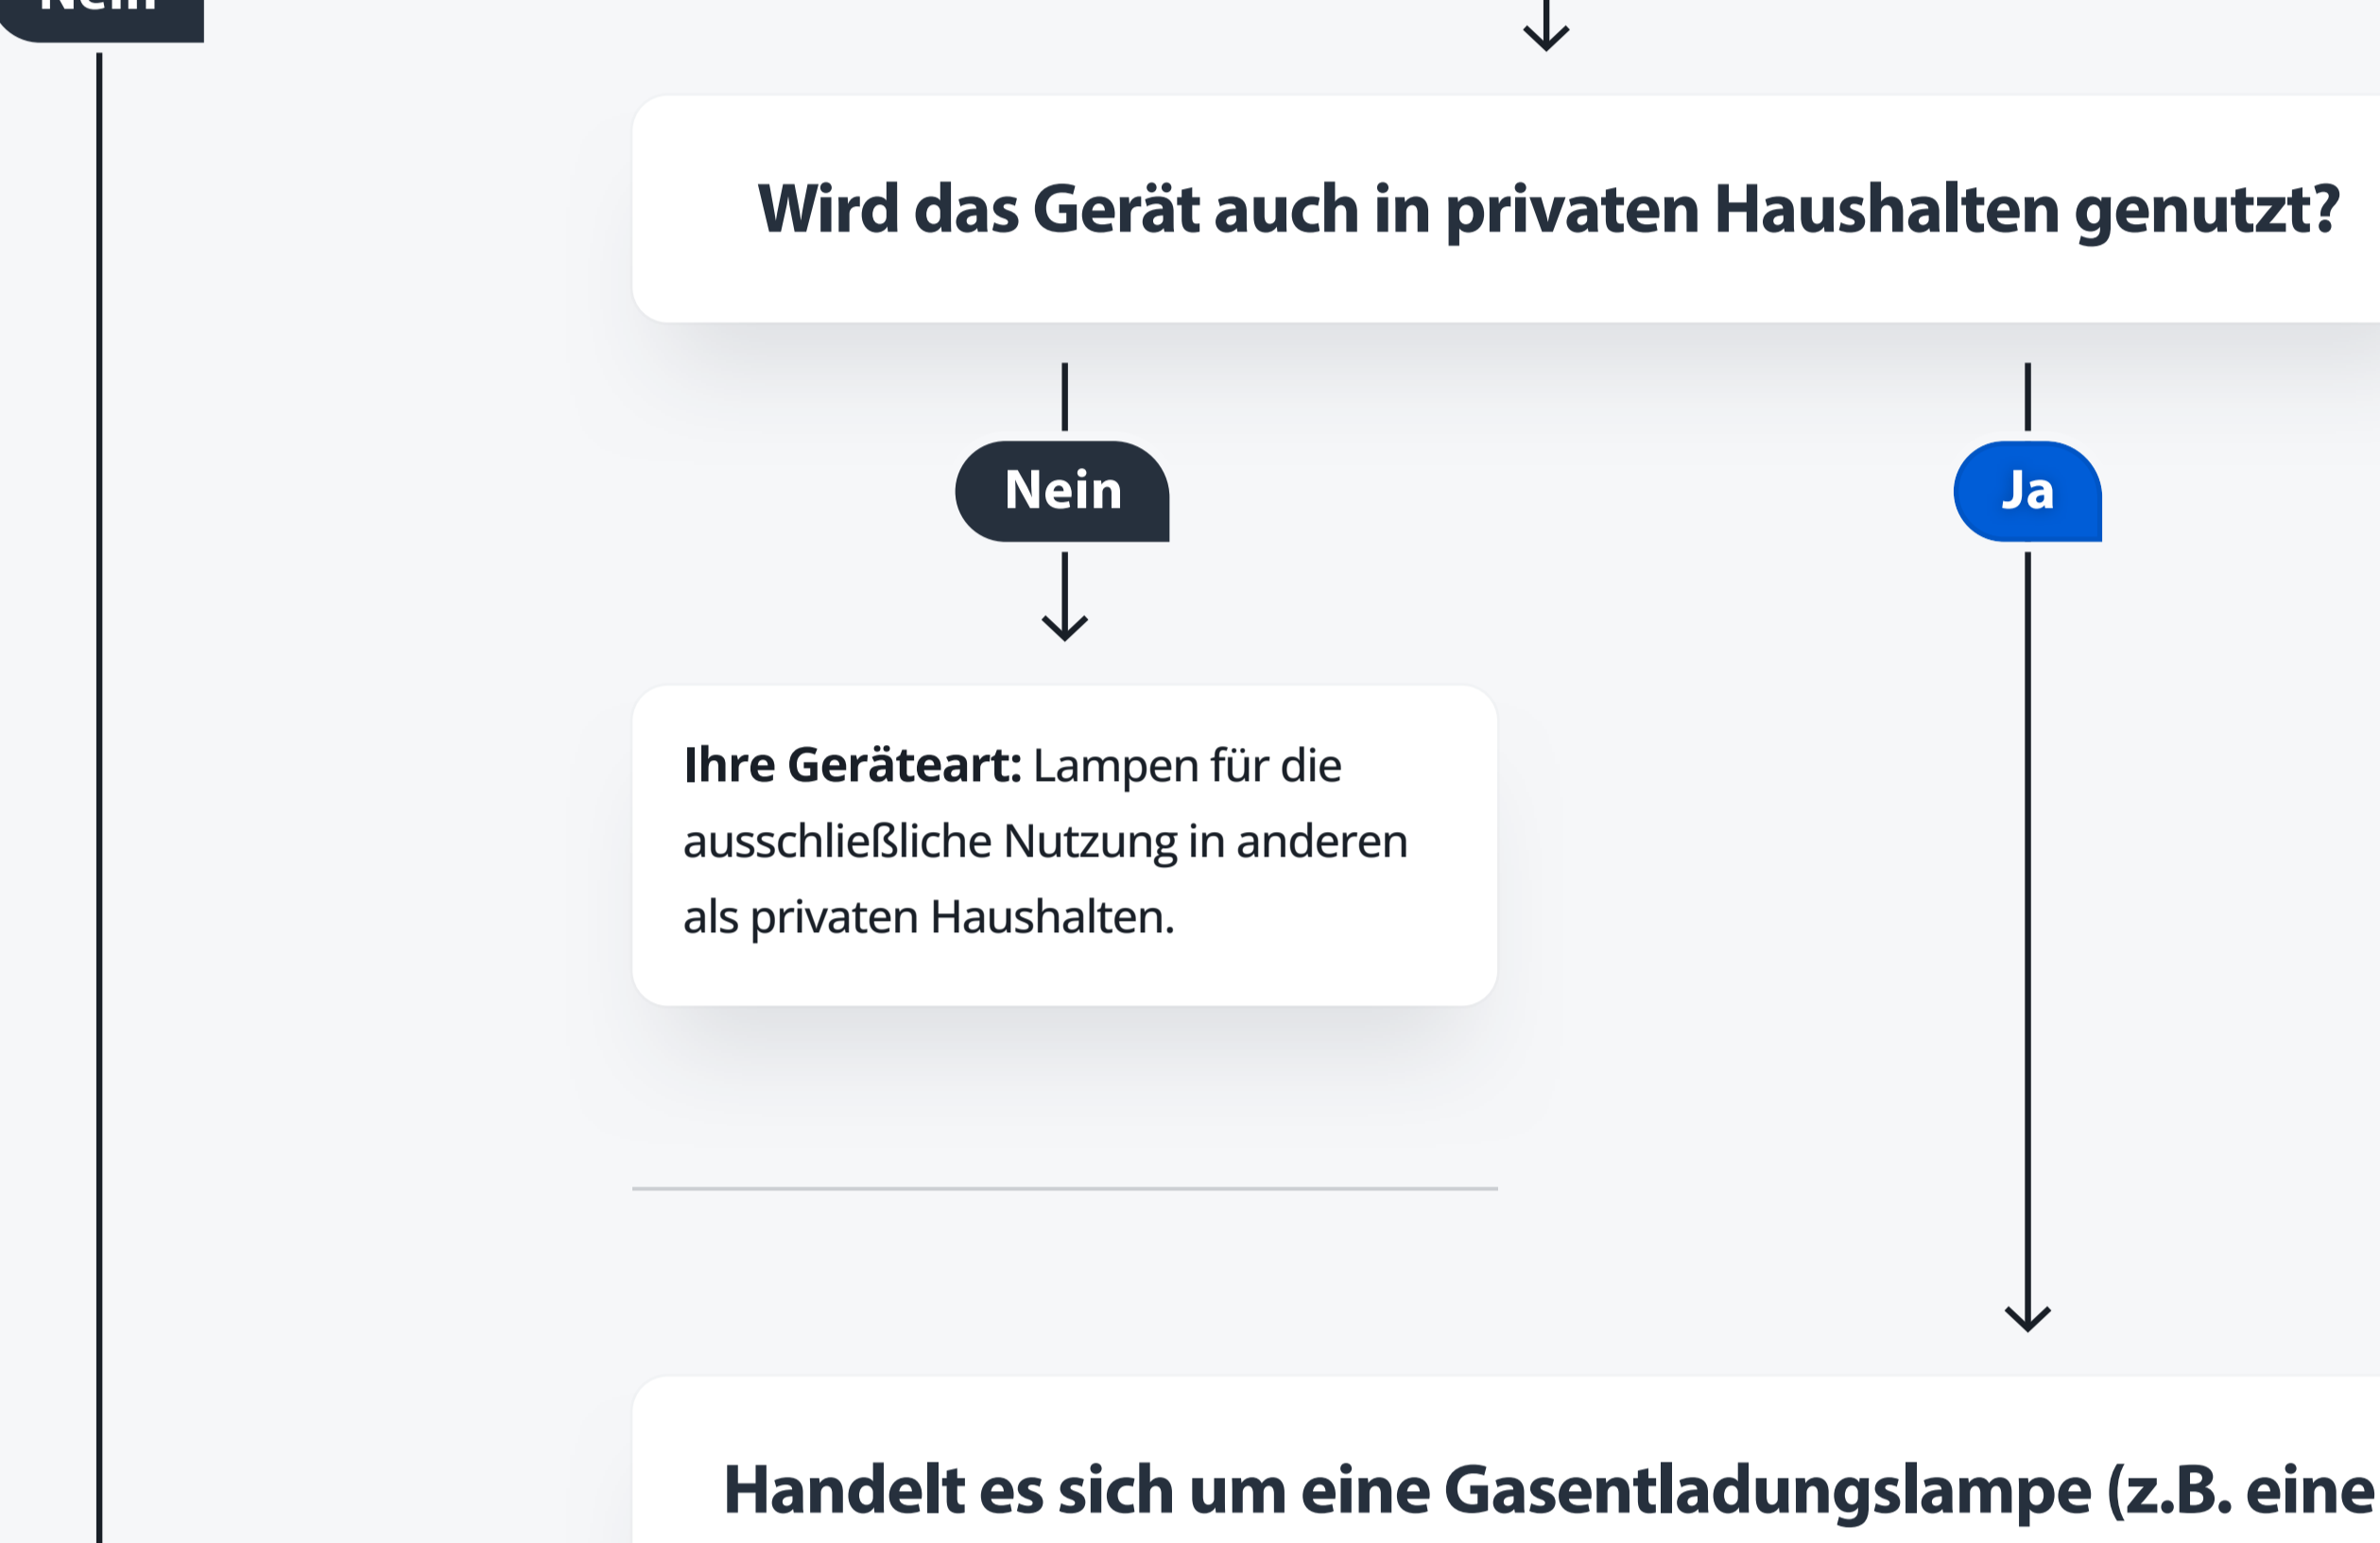 Nein
Wird das Gerät auch in privaten Haushalten genutzt?
Nein
Ja
Ihre Geräteart: Lampen für die
ausschließliche Nutzung in anderen
als privaten Haushalten.
Handelt es sich um eine Gasentladungslampe (z.B. eine